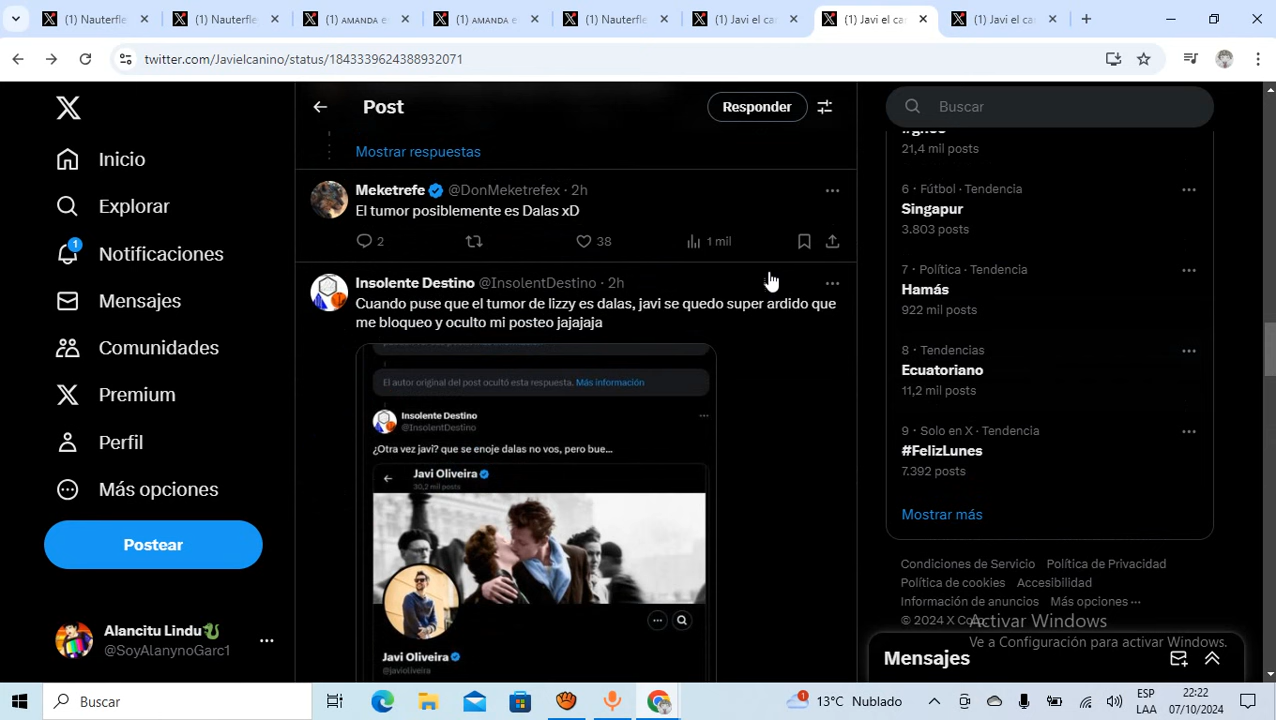 (1) Nauterfle
(1) Nauterfle
(1) AMANDA e
(1) AMANDA e
(1) Nauterfle
(1) Javi el ca
(1) Javi el ca
(1) Javi el ca
twitter.com/Javielcanino/status/1843339624388932071
Post
Responder
Buscar
Inicio
Explorar
1
Notificaciones
Mensajes
Comunidades
Premium
Perfil
Más opciones
Postear
Alancitu Lindu
@SoyAlanynoGarc1
Mostrar respuestas
Meketrefe @DonMeketrefex · 2h
El tumor posiblemente es Dalas xD
2 38 1 mil
Insolente Destino @InsolentDestino · 2h
Cuando puse que el tumor de lizzy es dalas, javi se quedo super ardido que
me bloqueo y oculto mi posteo jajajaja
El autor original del post ocultó esta respuesta. Más información
Insolente Destino
@InsolentDestino
¿Otra vez javi? que se enoje dalas no vos, pero bue...
Javi Oliveira
30,2 mil posts
Javi Oliveira
@javioliveira
21,4 mil posts
6 · Fútbol · Tendencia
Singapur
3.803 posts
7 · Política · Tendencia
Hamás
922 mil posts
8 · Tendencias
Ecuatoriano
11,2 mil posts
9 · Solo en X · Tendencia
#FelizLunes
7.392 posts
Mostrar más
Condiciones de Servicio Política de Privacidad
Política de cookies Accesibilidad
Información de anuncios Más opciones ···
© 2024 X Corp.
Activar Windows
Ve a Configuración para activar Windows.
Mensajes
Buscar
1
13°C Nublado
ESP
LAA
22:22
07/10/2024